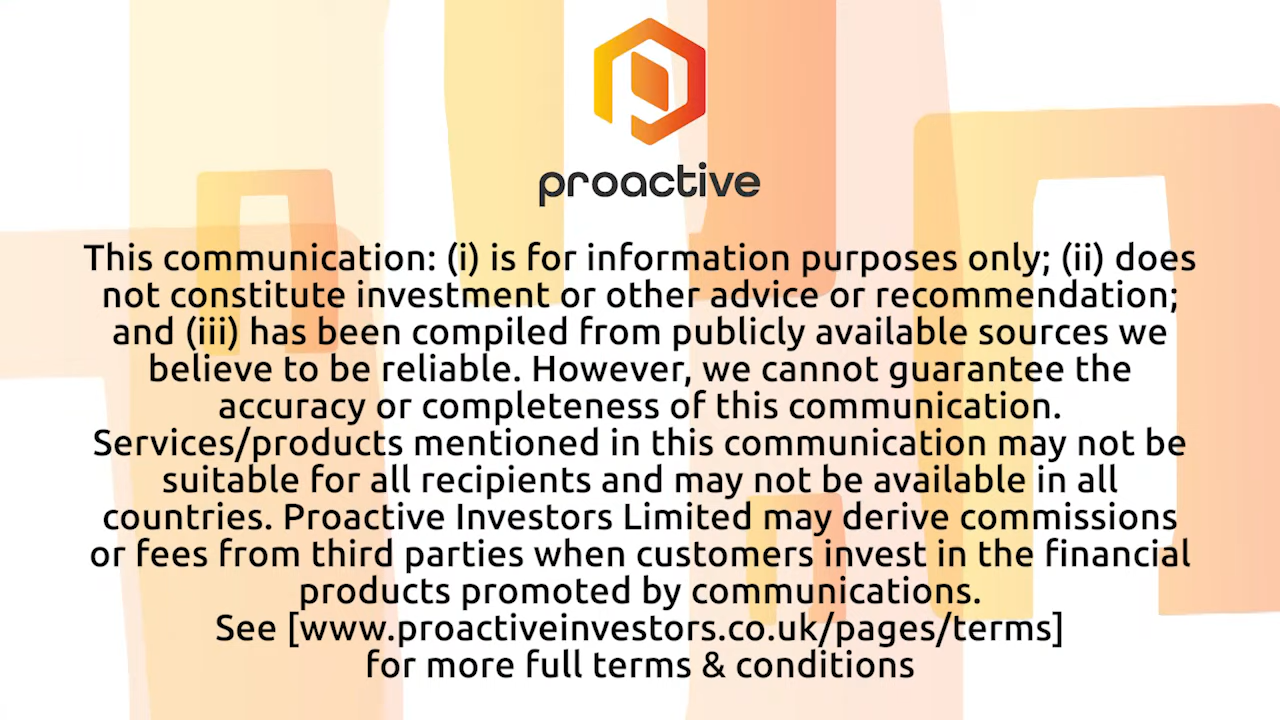 proactive
This communication: (i) is for information purposes only; (ii) does
not constitute investment or other advice or recommendation;
and (iii) has been compiled from publicly available sources we
believe to be reliable. However, we cannot guarantee the
accuracy or completeness of this communication.
Services/products mentioned in this communication may not be
suitable for all recipients and may not be available in all
countries. Proactive Investors Limited may derive commissions
or fees from third parties when customers invest in the financial
products promoted by communications.
See [www.proactiveinvestors.co.uk/pages/terms]
for more full terms & conditions